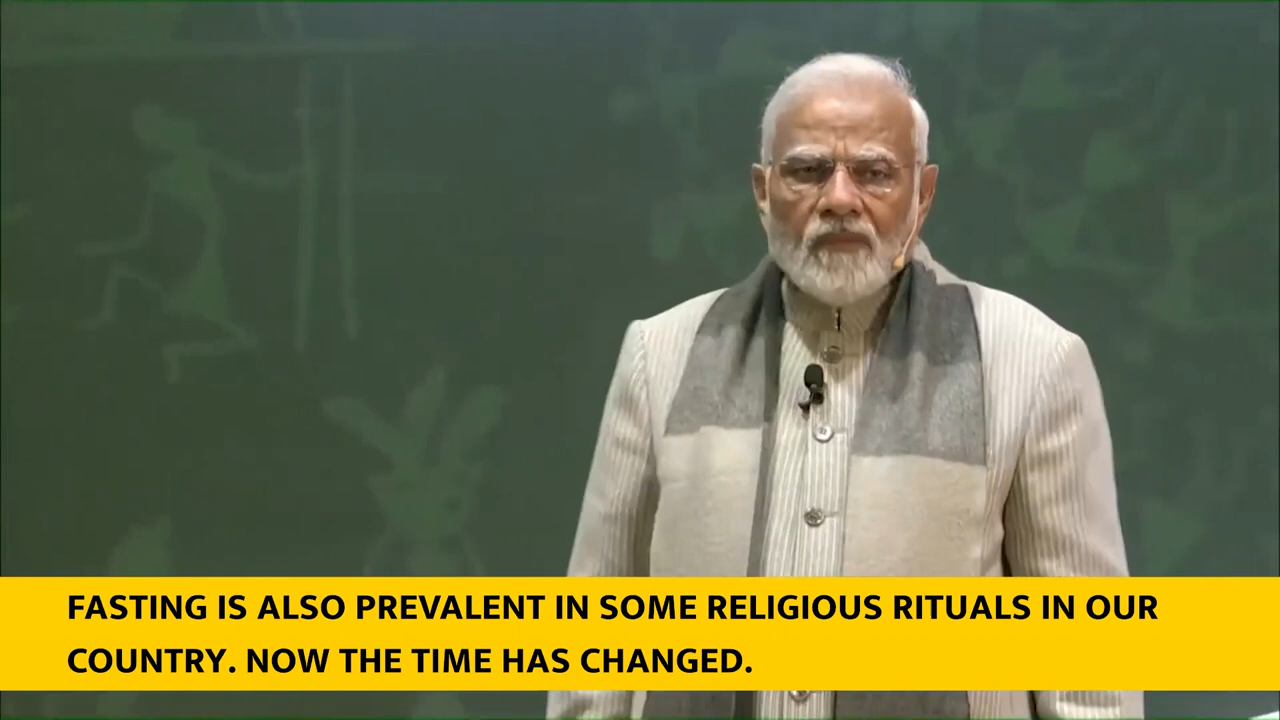 FASTING IS ALSO PREVALENT IN SOME RELIGIOUS RITUALS IN OUR
COUNTRY. NOW THE TIME HAS CHANGED.